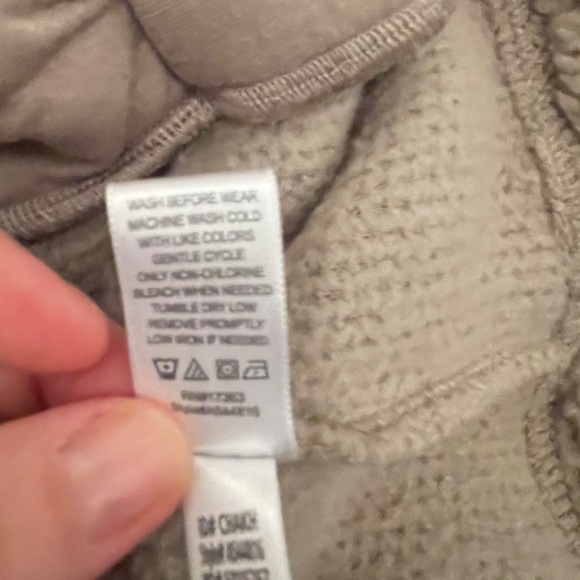 WASH BEFORE WEAR
MACHINE WASH COLD
WITH LIKE COLORS
GENTLE CYCLE
ONLY NON-CHLORINE
BLEACH WHEN NEEDED
TUMBLE DRY LOW
REMOVE PROMPTLY
LOW IRON IF NEEDED